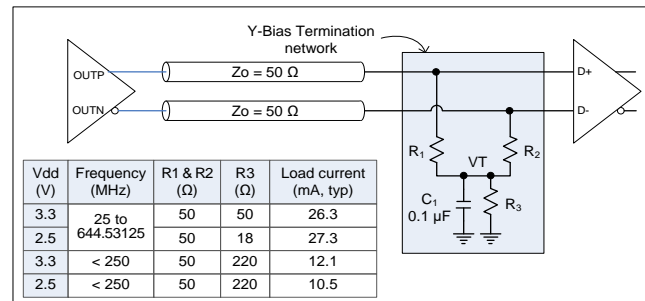 Y-Bias Termination
network
OUTP
OUTN
Zo = 50 Ω
Zo = 50 Ω
D+
D-
R1
VT
R2
C1
0.1 µF
R3
Vdd (V) Frequency (MHz) R1 & R2 (Ω) R3 (Ω) Load current (mA, typ)
3.3 25 to 644.53125 50 50 26.3
2.5 50 18 27.3
3.3 < 250 50 220 12.1
2.5 < 250 50 220 10.5